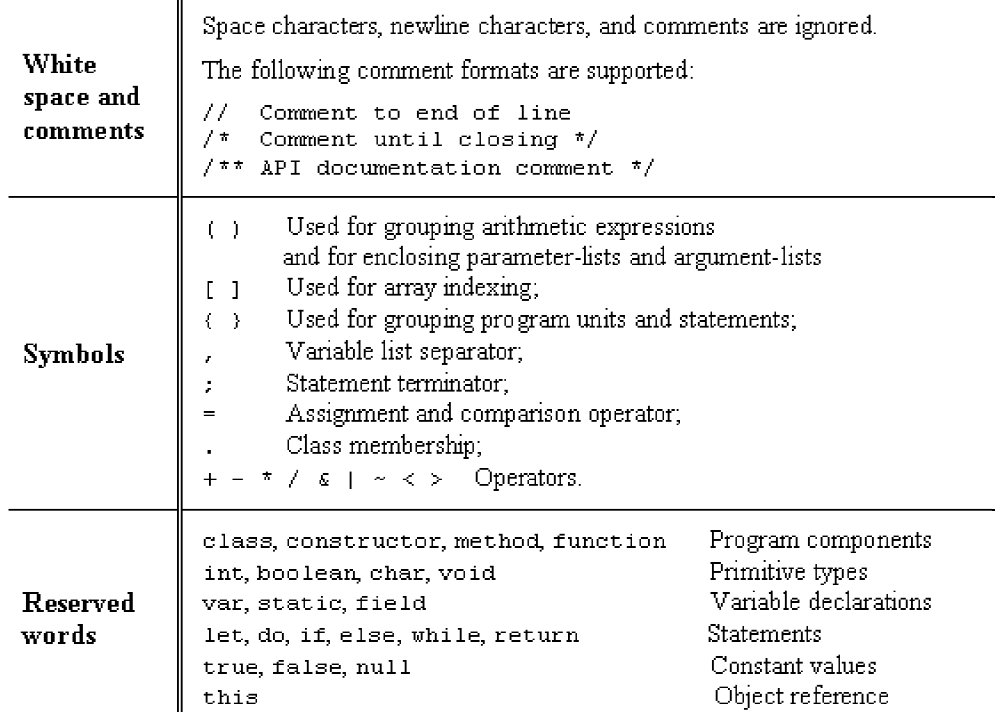 Space characters, newline characters, and comments are ignored.
White space and comments
The following comment formats are supported:
// Comment to end of line
/* Comment until closing */
/** API documentation comment */
Symbols
( ) Used for grouping arithmetic expressions
and for enclosing parameter-lists and argument-lists
[ ] Used for array indexing;
{ } Used for grouping program units and statements;
, Variable list separator;
; Statement terminator;
= Assignment and comparison operator;
. Class membership;
+ - * / & | ~ < > Operators.
Reserved words
class, constructor, method, function Program components
int, boolean, char, void Primitive types
var, static, field Variable declarations
let, do, if, else, while, return Statements
true, false, null Constant values
this Object reference